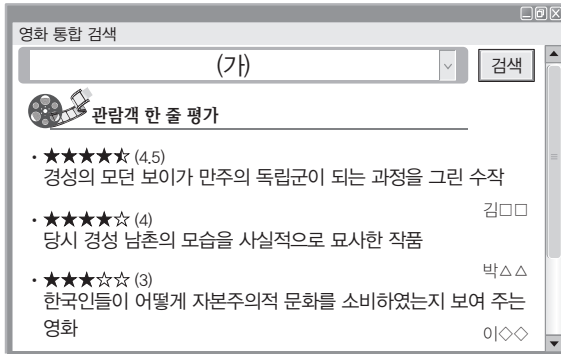 영화 통합 검색
(가)
검색
관람객 한 줄 평가
· ★★★★⯪ (4.5)
경성의 모던 보이가 만주의 독립군이 되는 과정을 그린 수작
김□□
· ★★★★☆ (4)
당시 경성 남촌의 모습을 사실적으로 묘사한 작품
박△△
· ★★★☆☆ (3)
한국인들이 어떻게 자본주의적 문화를 소비하였는지 보여 주는
영화
이◇◇